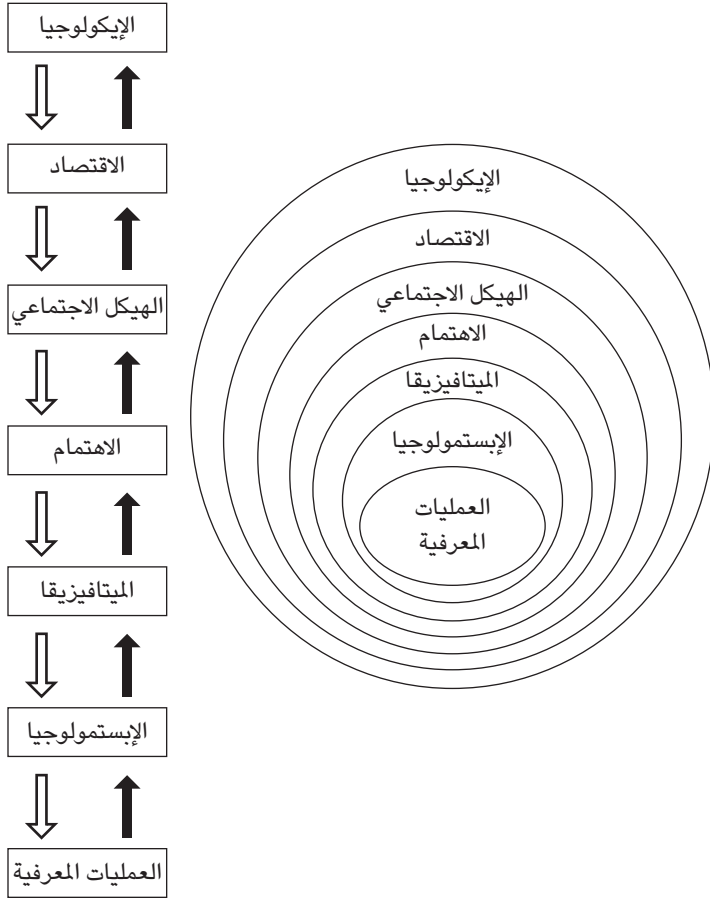 الإيكولوجيا
الاقتصاد
الهيكل الاجتماعي
الاهتمام
الميتافيزيقا
الإبستمولوجيا
العمليات المعرفية
الإيكولوجيا
الاقتصاد
الهيكل الاجتماعي
الاهتمام
الميتافيزيقا
الإبستمولوجيا
العمليات
المعرفية